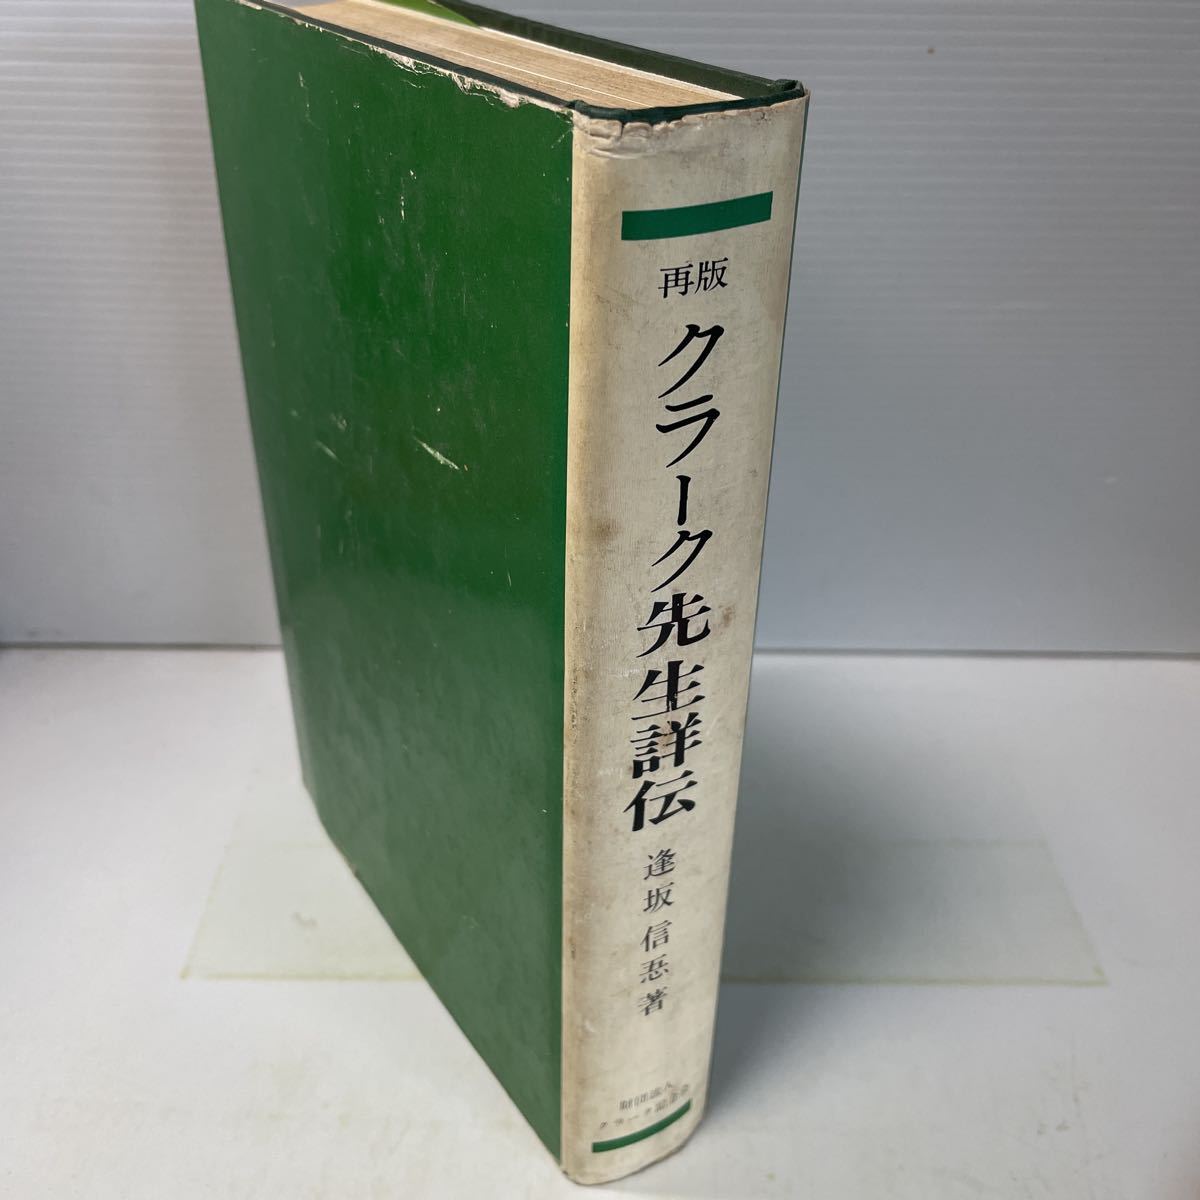 再版
クラーク先生詳伝
逢坂信忢著
財団法人
クラーク記念会